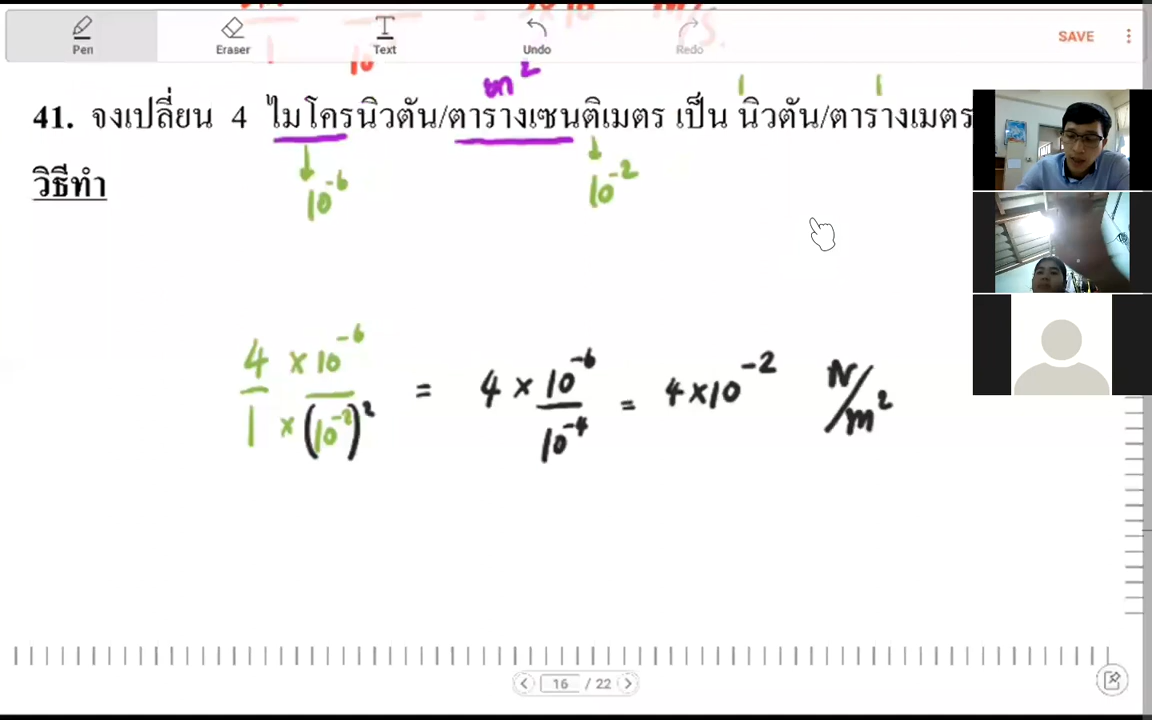 Pen Eraser Text Undo Redo SAVE
cm²
41. จงเปลี่ยน 4 ไมโครนิวตัน/ตารางเซนติเมตร เป็น นิวตัน/ตารางเมตร
1 1
10⁻⁶ 10⁻²
วิธีทำ
4 × 10⁻⁶ / 1 × (10⁻²)² = 4 × 10⁻⁶ / 10⁻⁴ = 4×10⁻² N/m²
16 / 22